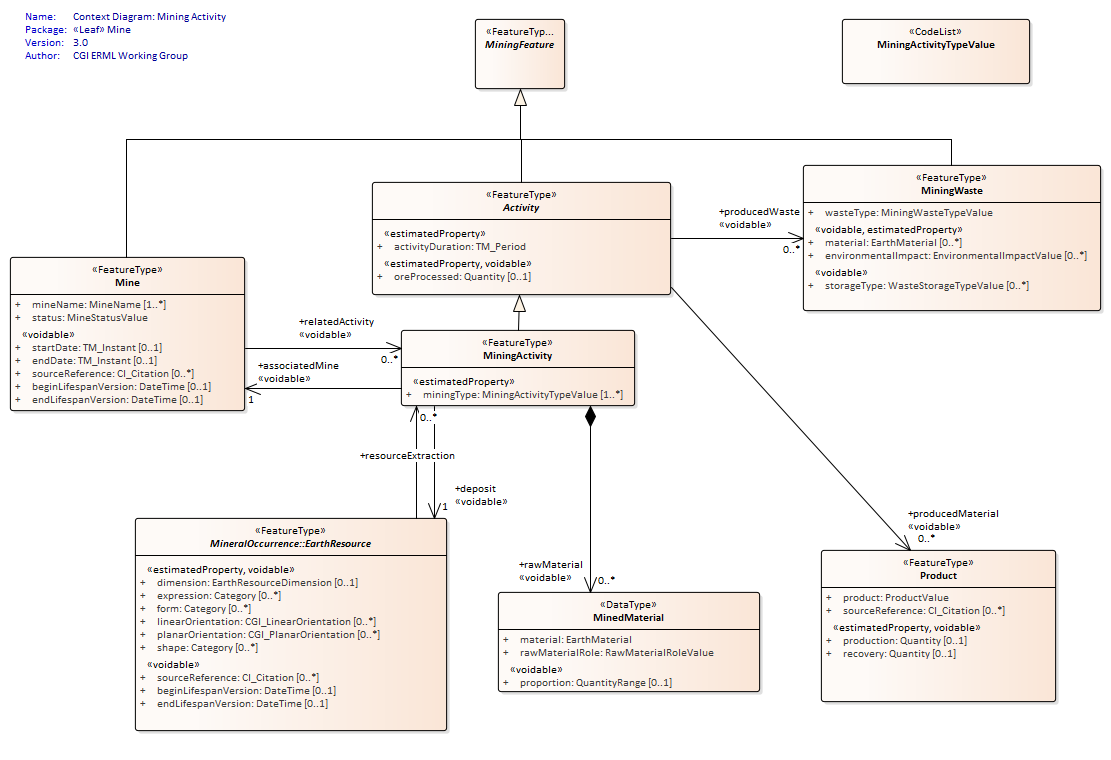 Name: Context Diagram: Mining Activity
Package: «Leaf» Mine
Version: 3.0
Author: CGI ERML Working Group
«FeatureTyp...
MiningFeature
«CodeList»
MiningActivityTypeValue
«FeatureType»
Activity
«estimatedProperty»
+ activityDuration: TM_Period
«estimatedProperty, voidable»
+ oreProcessed: Quantity [0..1]
+producedWaste
«voidable»
0..*
«FeatureType»
MiningWaste
+ wasteType: MiningWasteTypeValue
«voidable, estimatedProperty»
+ material: EarthMaterial [0..*]
+ environmentalImpact: EnvironmentalImpactValue [0..*]
«voidable»
+ storageType: WasteStorageTypeValue [0..*]
«FeatureType»
Mine
+ mineName: MineName [1..*]
+ status: MineStatusValue
«voidable»
+ startDate: TM_Instant [0..1]
+ endDate: TM_Instant [0..1]
+ sourceReference: CI_Citation [0..*]
+ beginLifespanVersion: DateTime [0..1]
+ endLifespanVersion: DateTime [0..1]
+relatedActivity
«voidable»
0..*
+associatedMine
«voidable»
1
«FeatureType»
MiningActivity
«estimatedProperty»
+ miningType: MiningActivityTypeValue [1..*]
0..*
+resourceExtraction
+deposit
«voidable»
1
«FeatureType»
MineralOccurrence::EarthResource
«estimatedProperty, voidable»
+ dimension: EarthResourceDimension [0..1]
+ expression: Category [0..*]
+ form: Category [0..*]
+ linearOrientation: CGI_LinearOrientation [0..*]
+ planarOrientation: CGI_PlanarOrientation [0..*]
+ shape: Category [0..*]
«voidable»
+ sourceReference: CI_Citation [0..*]
+ beginLifespanVersion: DateTime [0..1]
+ endLifespanVersion: DateTime [0..1]
+rawMaterial
«voidable»
0..*
«DataType»
MinedMaterial
+ material: EarthMaterial
+ rawMaterialRole: RawMaterialRoleValue
«voidable»
+ proportion: QuantityRange [0..1]
+producedMaterial
«voidable»
0..*
«FeatureType»
Product
+ product: ProductValue
+ sourceReference: CI_Citation [0..*]
«estimatedProperty, voidable»
+ production: Quantity [0..1]
+ recovery: Quantity [0..1]